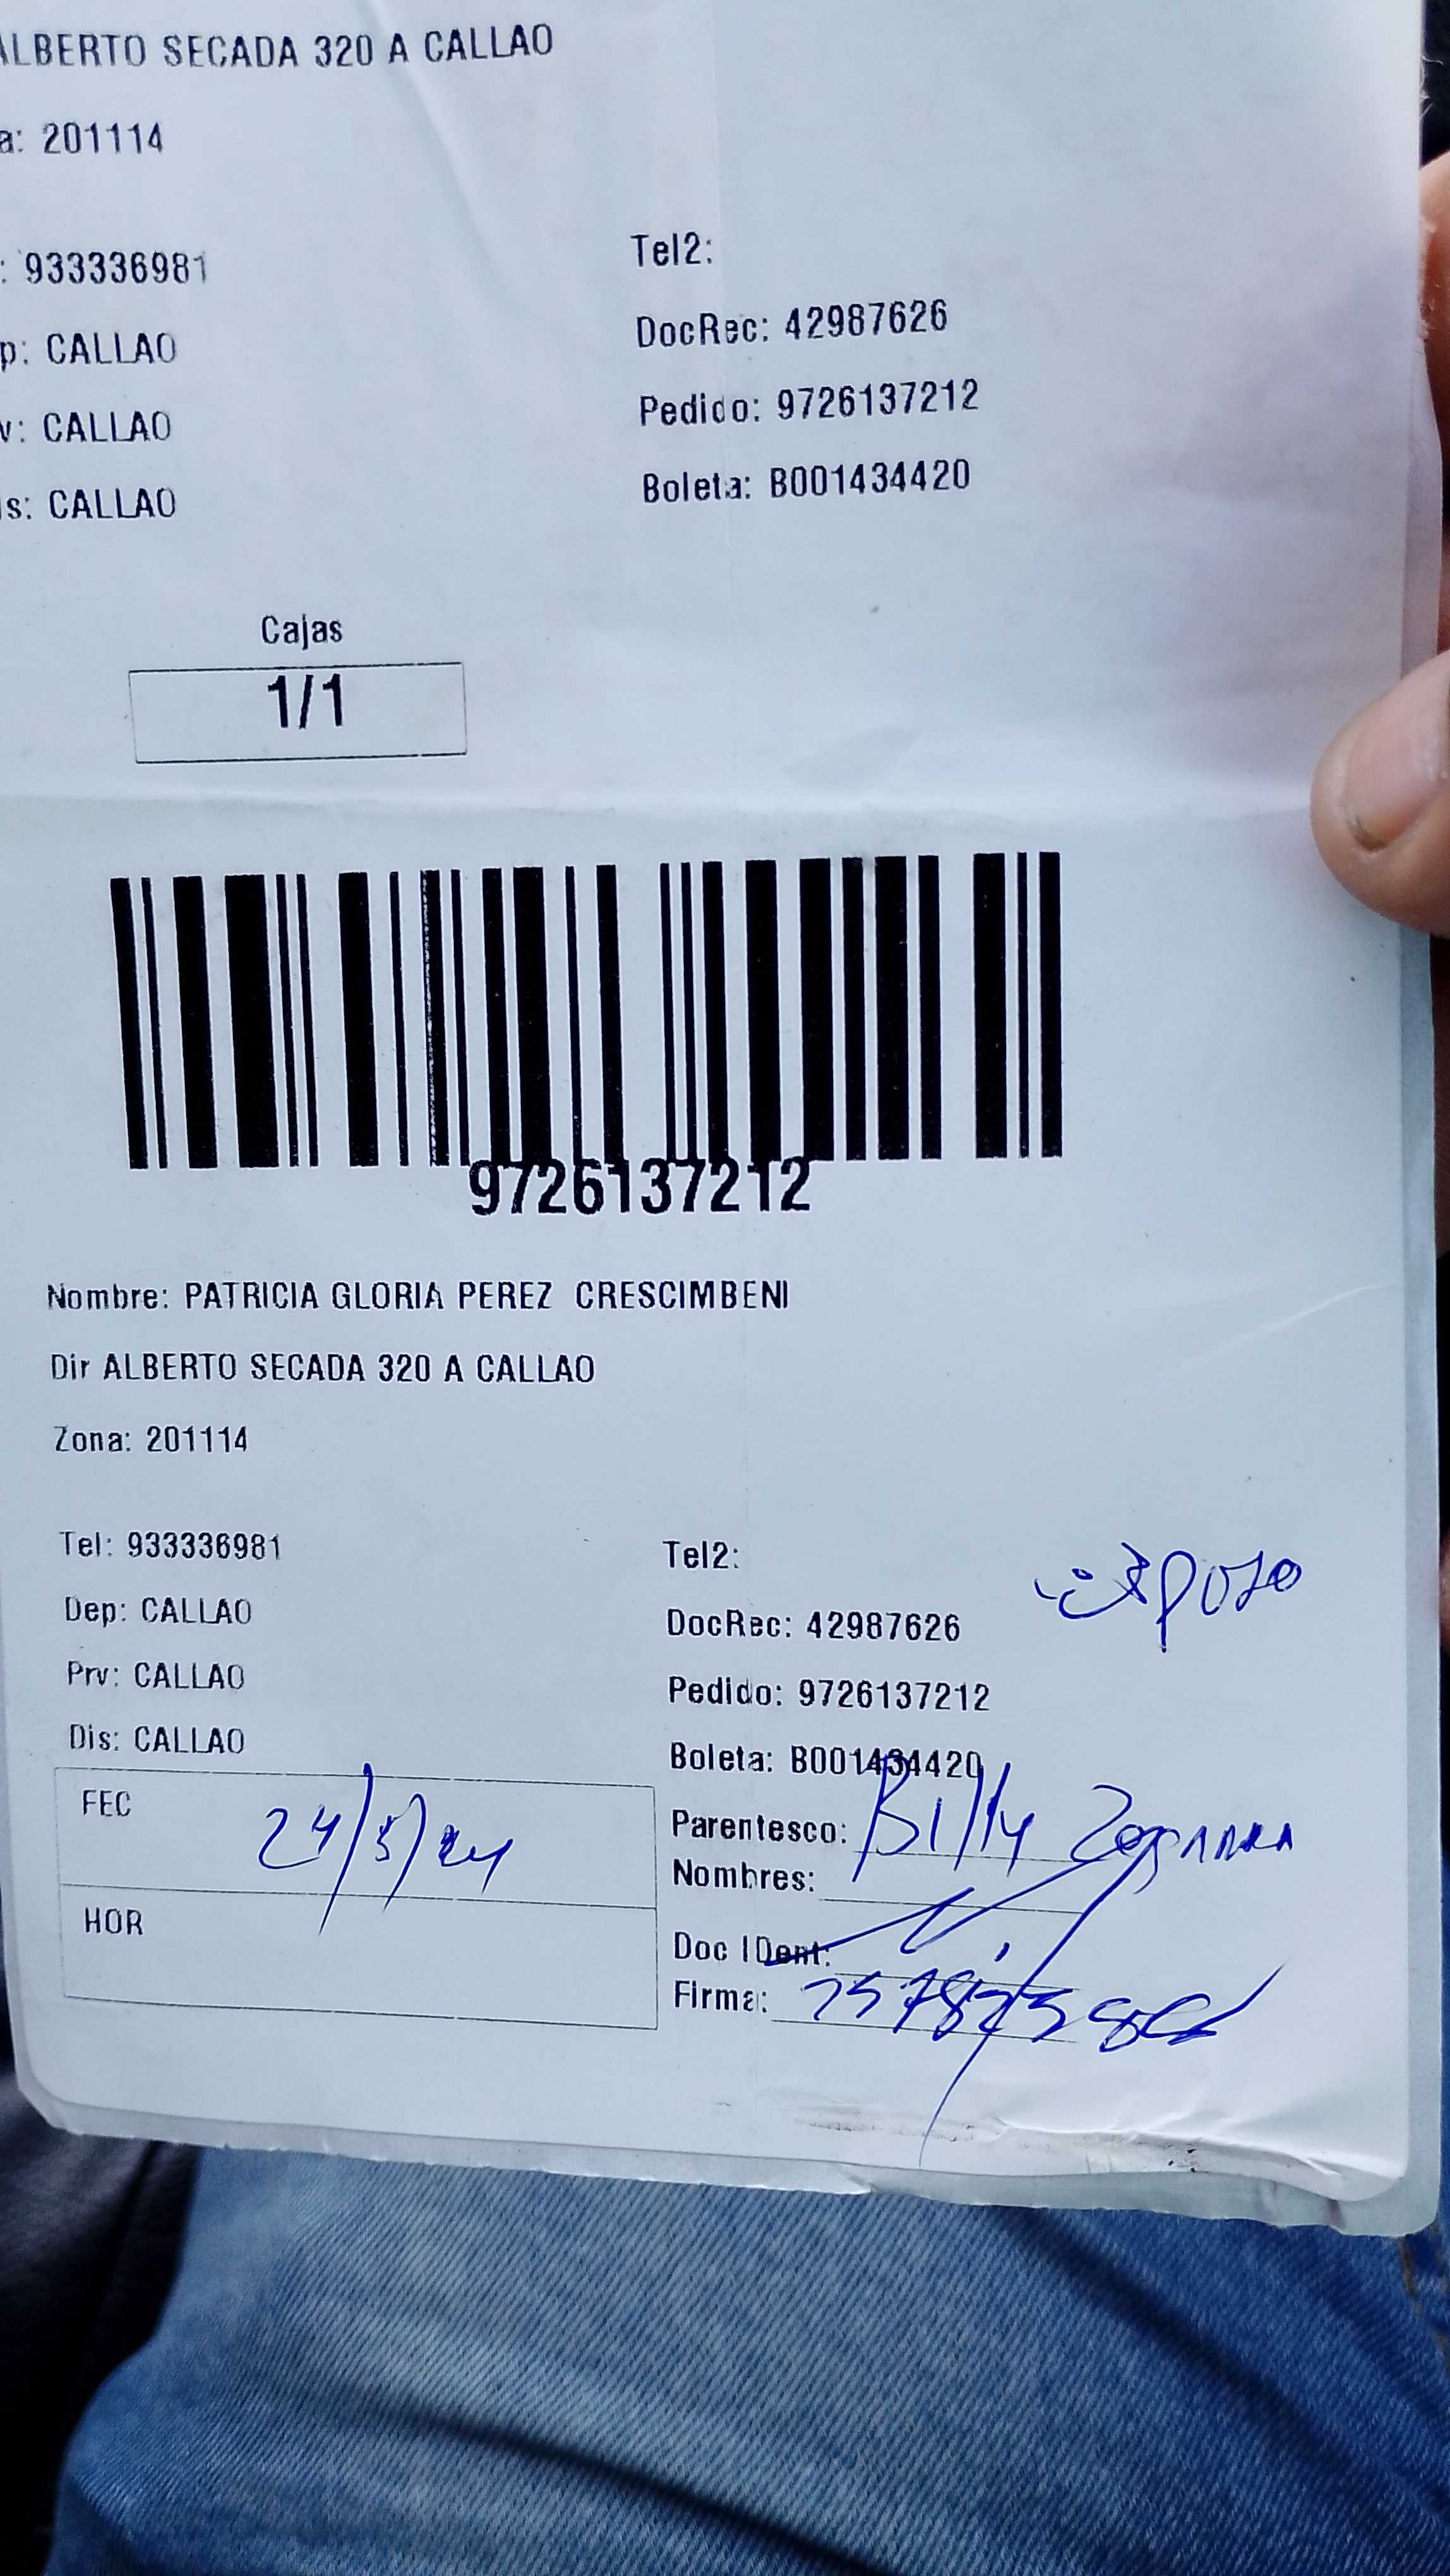 ALBERTO SECADA 320 A CALLAO
a: 201114
: 933336981
Tel2:
p: CALLAO
DocRec: 42987626
v: CALLAO
Pedido: 9726137212
s: CALLAO
Boleta: B001434420
Cajas
1/1
9726137212
Nombre: PATRICIA GLORIA PEREZ CRESCIMBENI
Dir ALBERTO SECADA 320 A CALLAO
Zona: 201114
Tel: 933336981
Tel2:
esposo
Dep: CALLAO
DocRec: 42987626
Prv: CALLAO
Pedido: 9726137212
Dis: CALLAO
Boleta: B001434420
FEC 24/5/24
Parentesco: Billy
Nombres:
HOR
Doc IDent:
Firma: